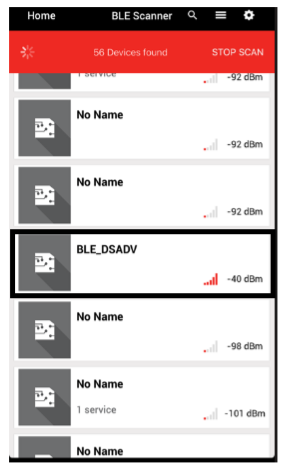 Home BLE Scanner
56 Devices found STOP SCAN
1 service -92 dBm
No Name
-92 dBm
No Name
-92 dBm
BLE_DSADV
-40 dBm
No Name
-98 dBm
No Name
1 service -101 dBm
No Name